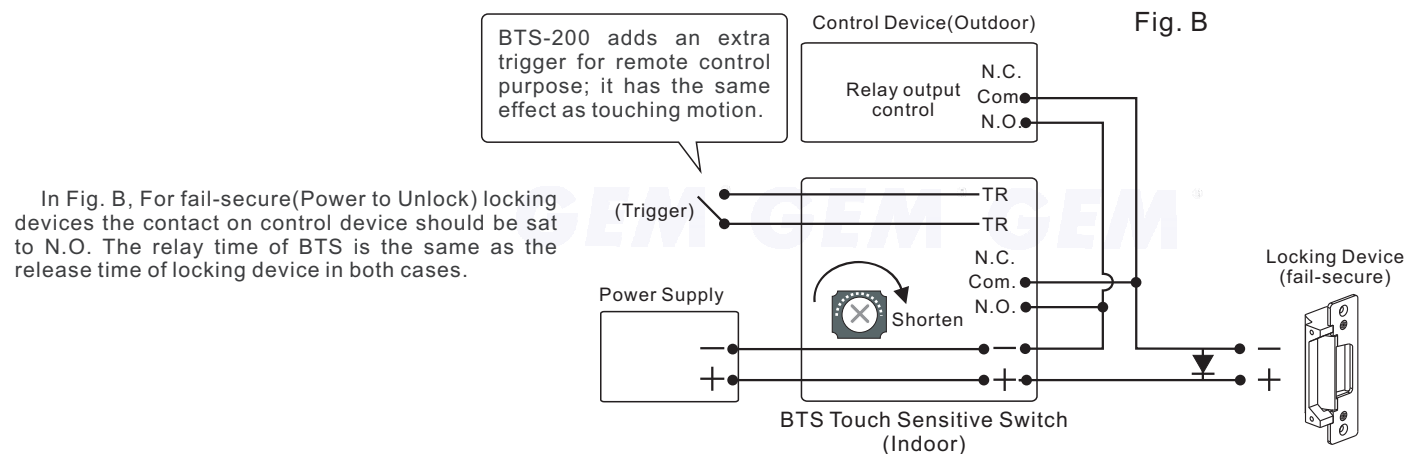 Fig. B
Control Device(Outdoor)
BTS-200 adds an extra
trigger for remote control
purpose; it has the same
effect as touching motion.
Relay output
control
N.C.
Com.
N.O.
In Fig. B, For fail-secure(Power to Unlock) locking
devices the contact on control device should be sat
to N.O. The relay time of BTS is the same as the
release time of locking device in both cases.
(Trigger)
TR
TR
GEM GEM GEM
N.C.
Com.
N.O.
Shorten
Power Supply
−
+
−
+
BTS Touch Sensitive Switch
(Indoor)
Locking Device
(fail-secure)
−
+